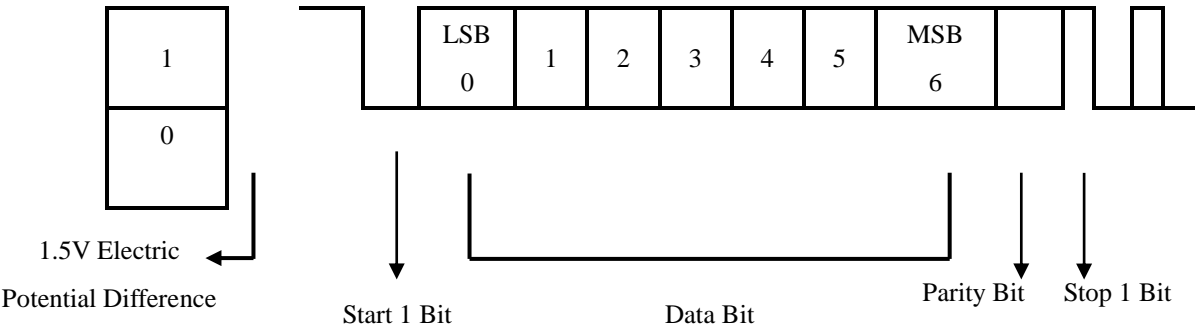 LSB
MSB
1
1
2
3
4
5
0
6
0
1.5V Electric
Potential Difference
Start 1 Bit
Data Bit
Parity Bit
Stop 1 Bit